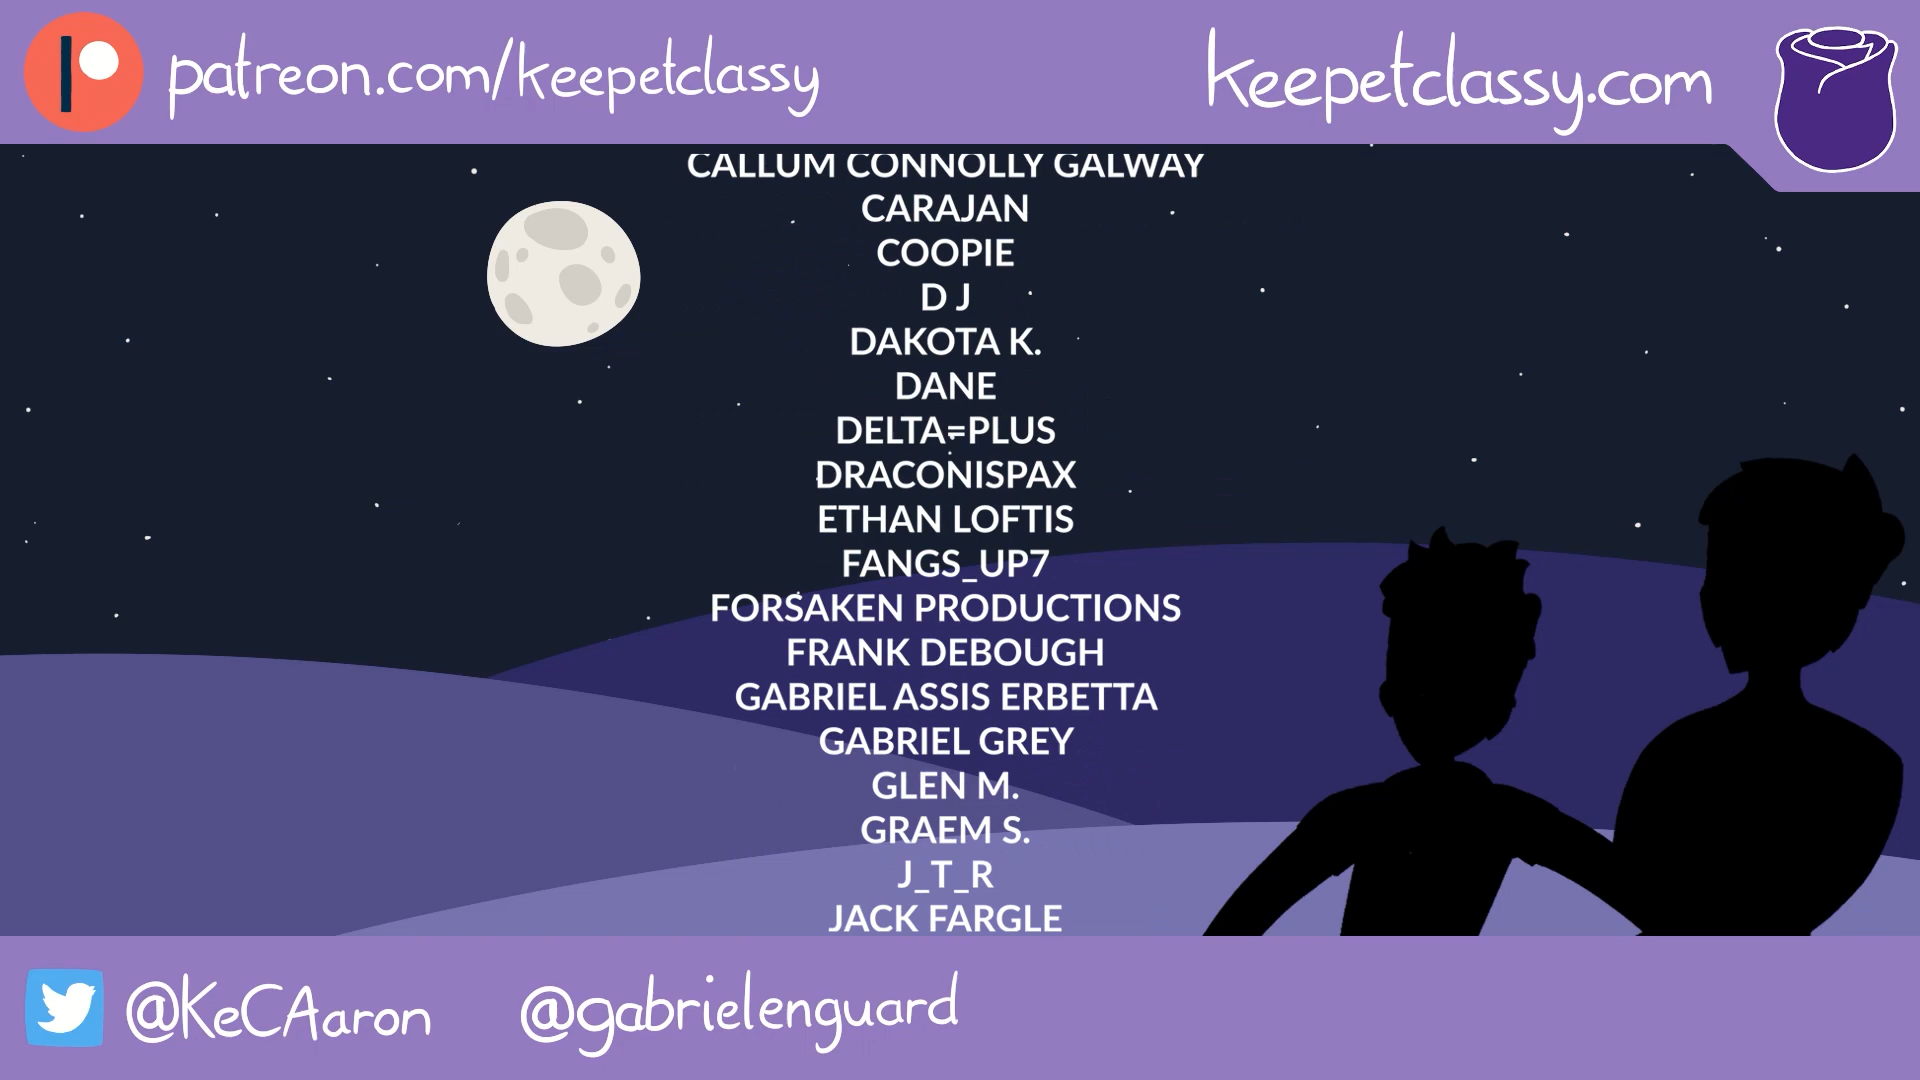 patreon.com/keepetclassy
keepetclassy.com
CALLUM CONNOLLY GALWAY
CARAJAN
COOPIE
D J
DAKOTA K.
DANE
DELTA=PLUS
DRACONISPAX
ETHAN LOFTIS
FANGS_UP7
FORSAKEN PRODUCTIONS
FRANK DEBOUGH
GABRIEL ASSIS ERBETTA
GABRIEL GREY
GLEN M.
GRAEM S.
J_T_R
JACK FARGLE
@KeCAaron
@gabrielenguard